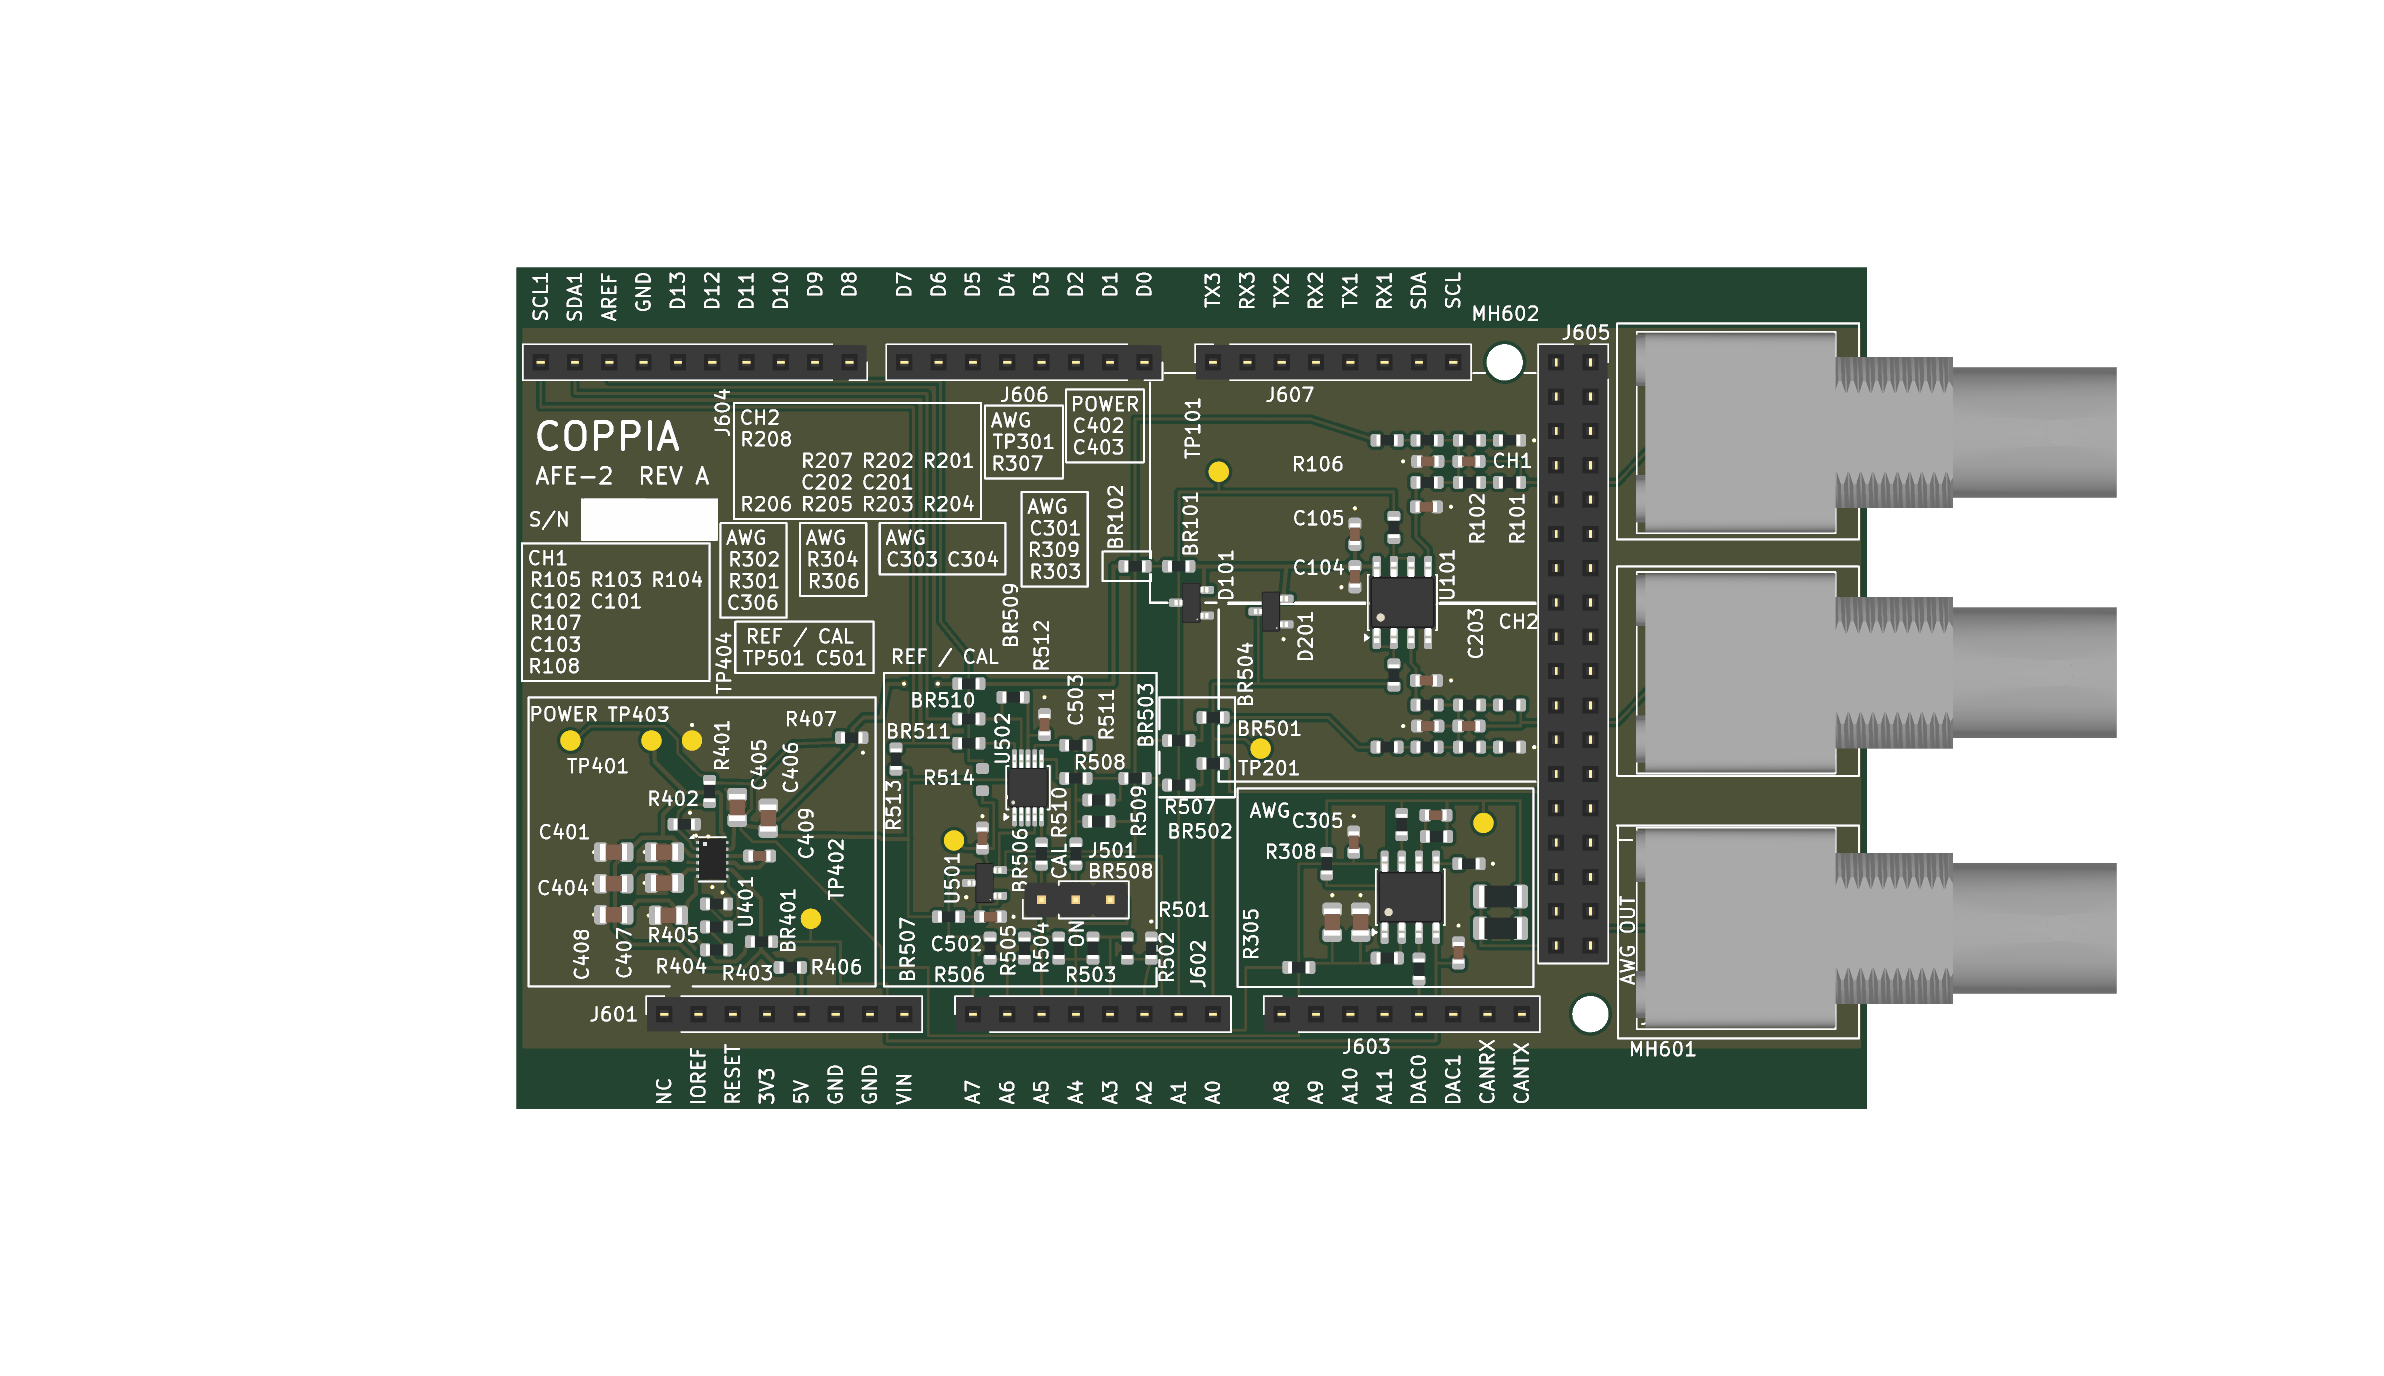 SCL1 SDA1 AREF GND D13 D12 D11 D10 D9 D8 D7 D6 D5 D4 D3 D2 D1 D0 TX3 RX3 TX2 RX2 TX1 RX1 SDA SCL
MH602
J605
J604
J606
J607
COPPIA
AFE-2 REV A
S/N
CH2
R208
R207 R202 R201
C202 C201
R206 R205 R203 R204
AWG
TP301
R307
POWER
C402
C403
AWG
C301
R309
R303
CH1
R105 R103 R104
C102 C101
R107
C103
R108
AWG
R302
R301
C306
AWG
R304
R306
AWG
C303 C304
REF / CAL
TP501 C501
TP101
R106
CH1
BR102
BR101
C105
R102
R101
C104
D101
U101
D201
C203
CH2
BR504
TP404
BR509
R512
REF / CAL
BR510
C503
R511
BR503
BR511
U502
BR501
TP201
R508
R514
R513
R510
R509
R507
BR502
BR506
CAL
J501
BR508
U501
ON
R501
BR507
C502
R505
R504
R502
R506
R503
J602
POWER TP403
R407
TP401
R401
C405
C406
R402
C401
C409
TP402
C404
U401
BR401
R405
C408
C407
R404
R403
R406
AWG
C305
R308
R305
AWG OUT
J601
J603
MH601
NC IOREF RESET 3V3 5V GND GND VIN A7 A6 A5 A4 A3 A2 A1 A0 A8 A9 A10 A11 DAC0 DAC1 CANRX CANTX